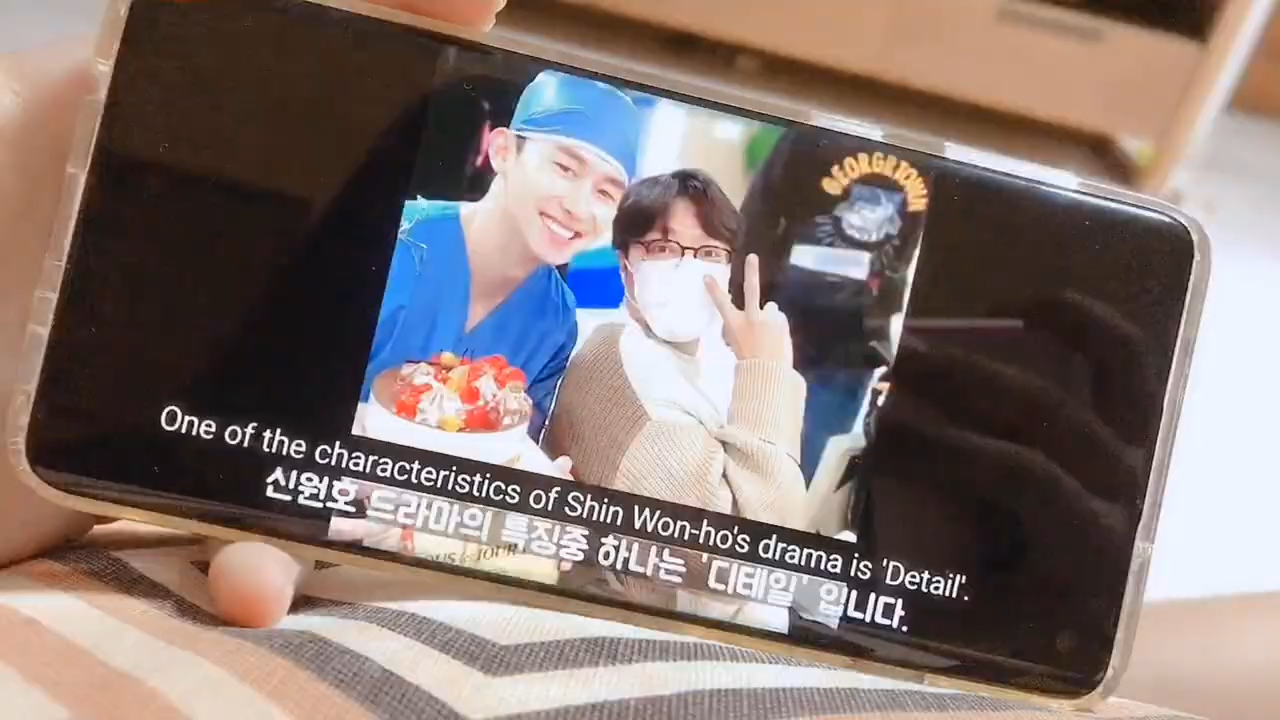 GEORGETOWN
One of the characteristics of Shin Won-ho's drama is 'Detail'.
신원호 드라마의 특징중 하나는 '디테일' 입니다.